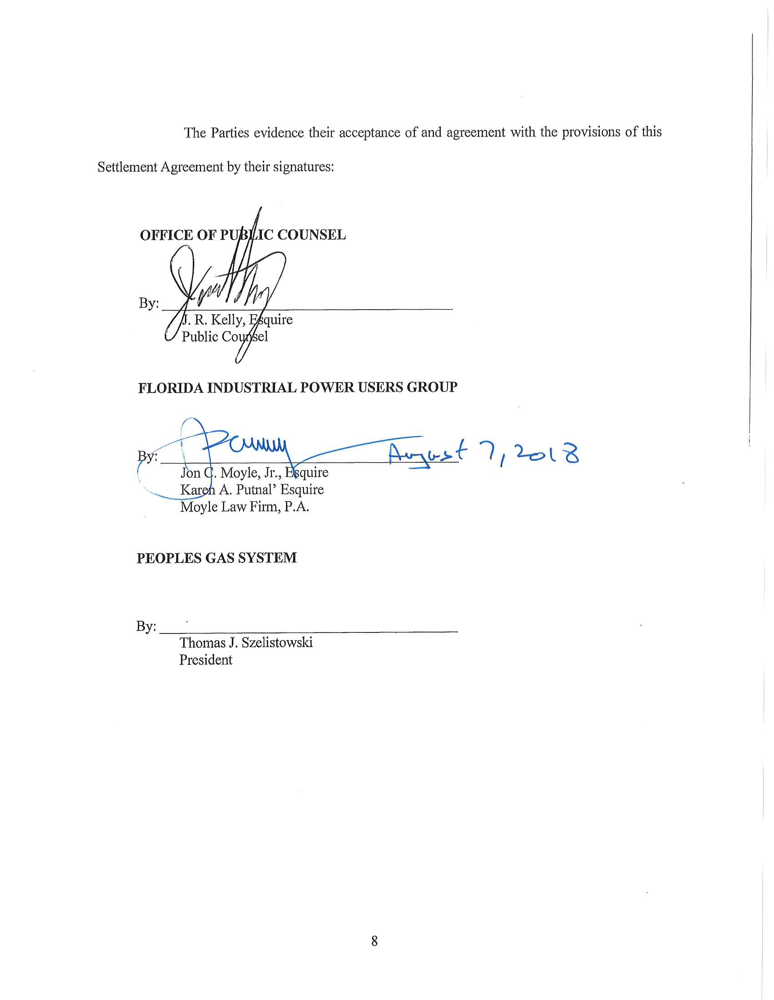 The Parties evidence their acceptance of and agreement with the provisions of this
Settlement Agreement by their signatures:
OFFICE OF PUBLIC COUNSEL
By:
J. R. Kelly, Esquire
Public Counsel
FLORIDA INDUSTRIAL POWER USERS GROUP
By: August 7, 2018
Jon C. Moyle, Jr., Esquire
Karen A. Putnal’ Esquire
Moyle Law Firm, P.A.
PEOPLES GAS SYSTEM
By:
Thomas J. Szelistowski
President
8